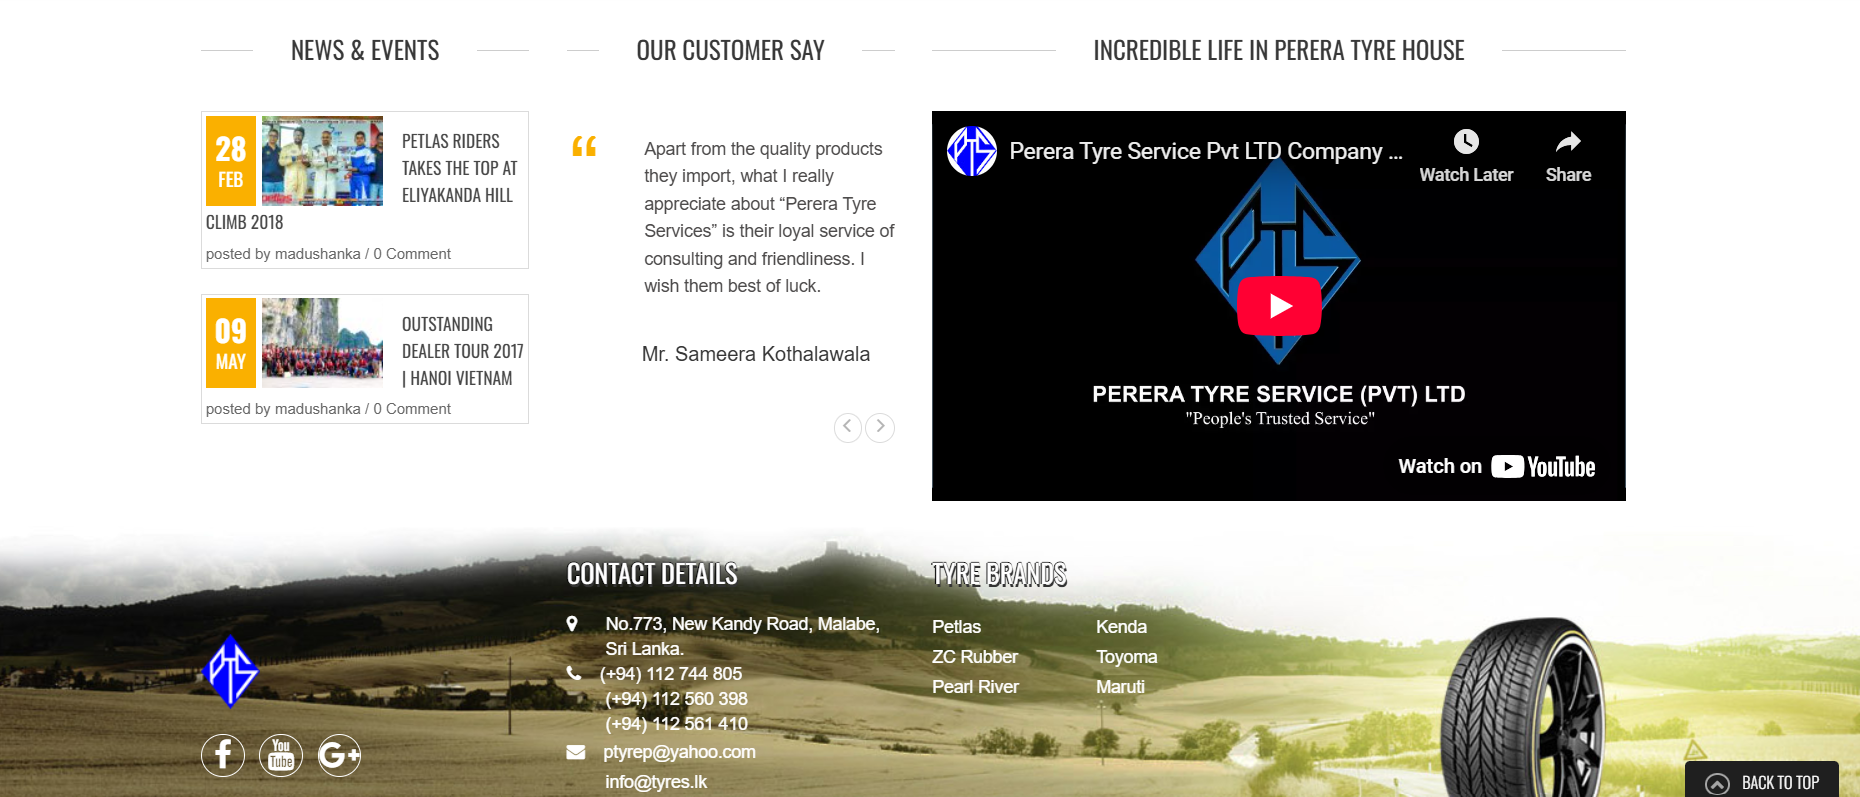 NEWS & EVENTS
28
FEB
PETLAS RIDERS
TAKES THE TOP AT
ELIYAKANDA HILL
CLIMB 2018
posted by madushanka / 0 Comment
09
MAY
OUTSTANDING
DEALER TOUR 2017
| HANOI VIETNAM
posted by madushanka / 0 Comment
OUR CUSTOMER SAY
“
Apart from the quality products
they import, what I really
appreciate about “Perera Tyre
Services” is their loyal service of
consulting and friendliness. I
wish them best of luck.
Mr. Sameera Kothalawala
INCREDIBLE LIFE IN PERERA TYRE HOUSE
PTS
Perera Tyre Service Pvt LTD Company ...
Watch Later
Share
PTS
PERERA TYRE SERVICE (PVT) LTD
"People's Trusted Service"
Watch on YouTube
PTS
You
Tube
G+
CONTACT DETAILS
No.773, New Kandy Road, Malabe,
Sri Lanka.
(+94) 112 744 805
(+94) 112 560 398
(+94) 112 561 410
ptyrep@yahoo.com
info@tyres.lk
TYRE BRANDS
Petlas
Kenda
ZC Rubber
Toyoma
Pearl River
Maruti
BACK TO TOP